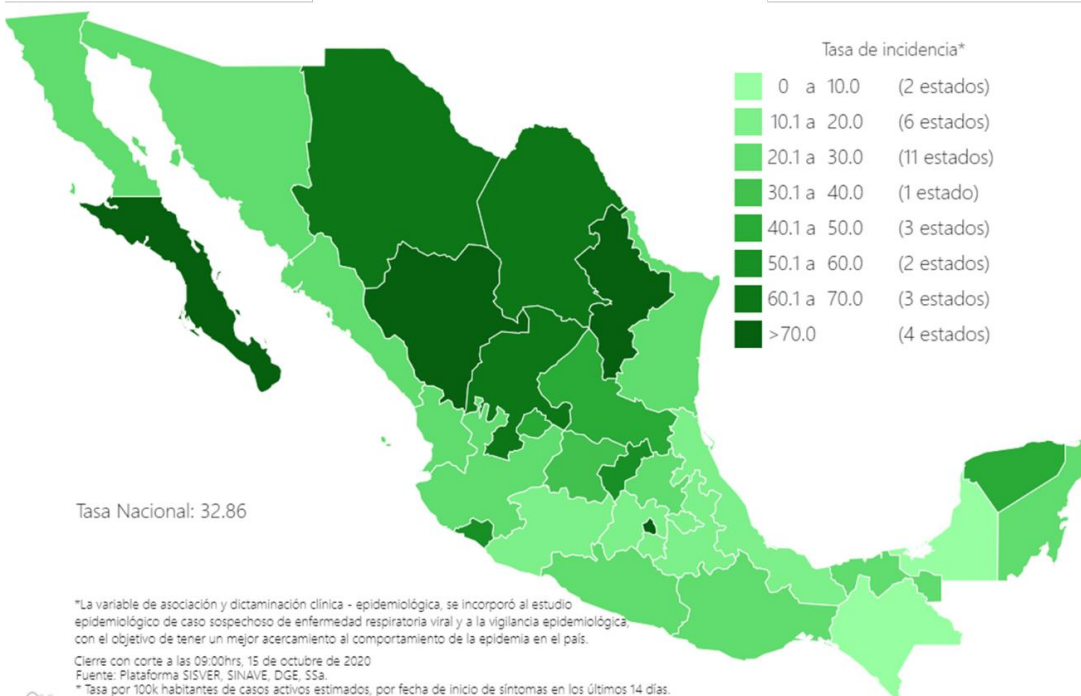 Tasa de incidencia*
0 a 10.0 (2 estados)
10.1 a 20.0 (6 estados)
20.1 a 30.0 (11 estados)
30.1 a 40.0 (1 estado)
40.1 a 50.0 (3 estados)
50.1 a 60.0 (2 estados)
60.1 a 70.0 (3 estados)
>70.0 (4 estados)
Tasa Nacional: 32.86
*La variable de asociación y dictaminación clínica - epidemiológica, se incorporó al estudio
epidemiológico de caso sospechoso de enfermedad respiratoria viral y a la vigilancia epidemiológica,
con el objetivo de tener un mejor acercamiento al comportamiento de la epidemia en el país.
Cierre con corte a las 09:00hrs, 15 de octubre de 2020
Fuente: Plataforma SISVER, SINAVE, DGE, SSa.
* Tasa por 100k habitantes de casos activos estimados, por fecha de inicio de síntomas en los últimos 14 días.